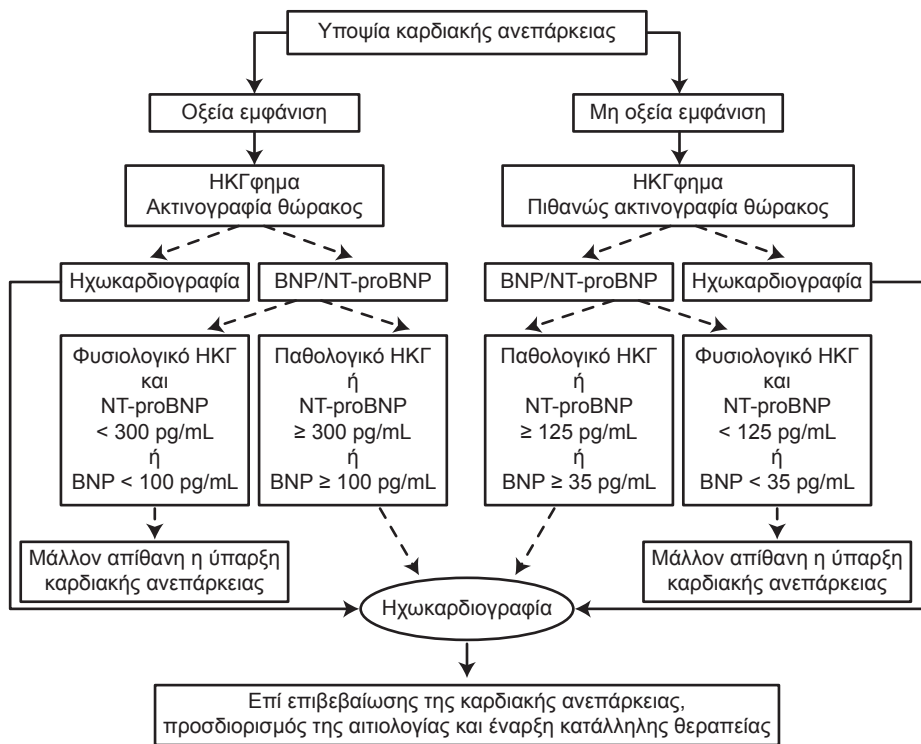 Υποψία καρδιακής ανεπάρκειας
Οξεία εμφάνιση
Μη οξεία εμφάνιση
ΗΚΓφημα
Ακτινογραφία θώρακος
ΗΚΓφημα
Πιθανώς ακτινογραφία θώρακος
Ηχωκαρδιογραφία
BNP/NT-proBNP
BNP/NT-proBNP
Ηχωκαρδιογραφία
Φυσιολογικό ΗΚΓ
και
NT-proBNP
< 300 pg/mL
ή
BNP < 100 pg/mL
Παθολογικό ΗΚΓ
ή
NT-proBNP
≥ 300 pg/mL
ή
BNP ≥ 100 pg/mL
Παθολογικό ΗΚΓ
ή
NT-proBNP
≥ 125 pg/mL
ή
BNP ≥ 35 pg/mL
Φυσιολογικό ΗΚΓ
και
NT-proBNP
< 125 pg/mL
ή
BNP < 35 pg/mL
Μάλλον απίθανη η ύπαρξη
καρδιακής ανεπάρκειας
Μάλλον απίθανη η ύπαρξη
καρδιακής ανεπάρκειας
Ηχωκαρδιογραφία
Επί επιβεβαίωσης της καρδιακής ανεπάρκειας,
προσδιορισμός της αιτιολογίας και έναρξη κατάλληλης θεραπείας